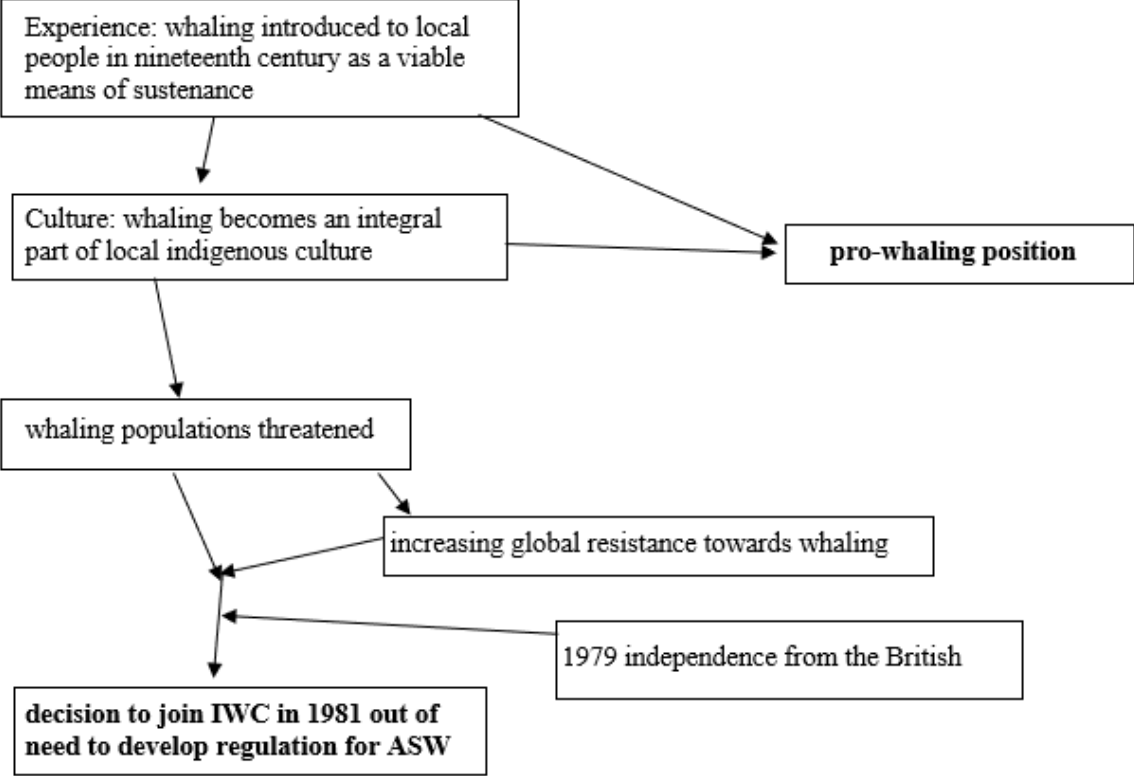 Experience: whaling introduced to local
people in nineteenth century as a viable
means of sustenance
Culture: whaling becomes an integral
part of local indigenous culture
pro-whaling position
whaling populations threatened
increasing global resistance towards whaling
1979 independence from the British
decision to join IWC in 1981 out of
need to develop regulation for ASW